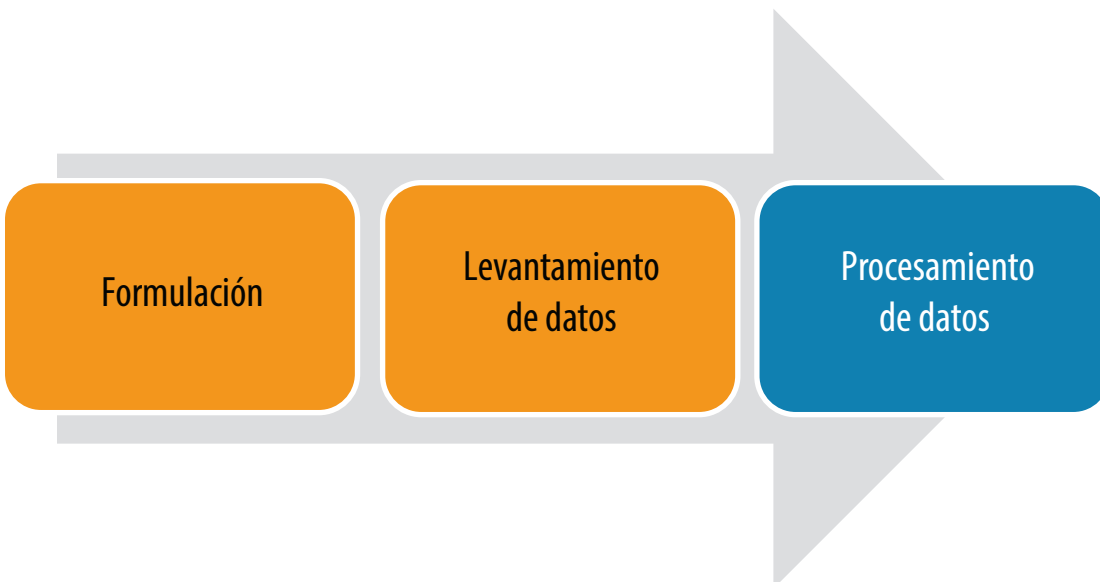 Formulación
Levantamiento
de datos
Procesamiento
de datos